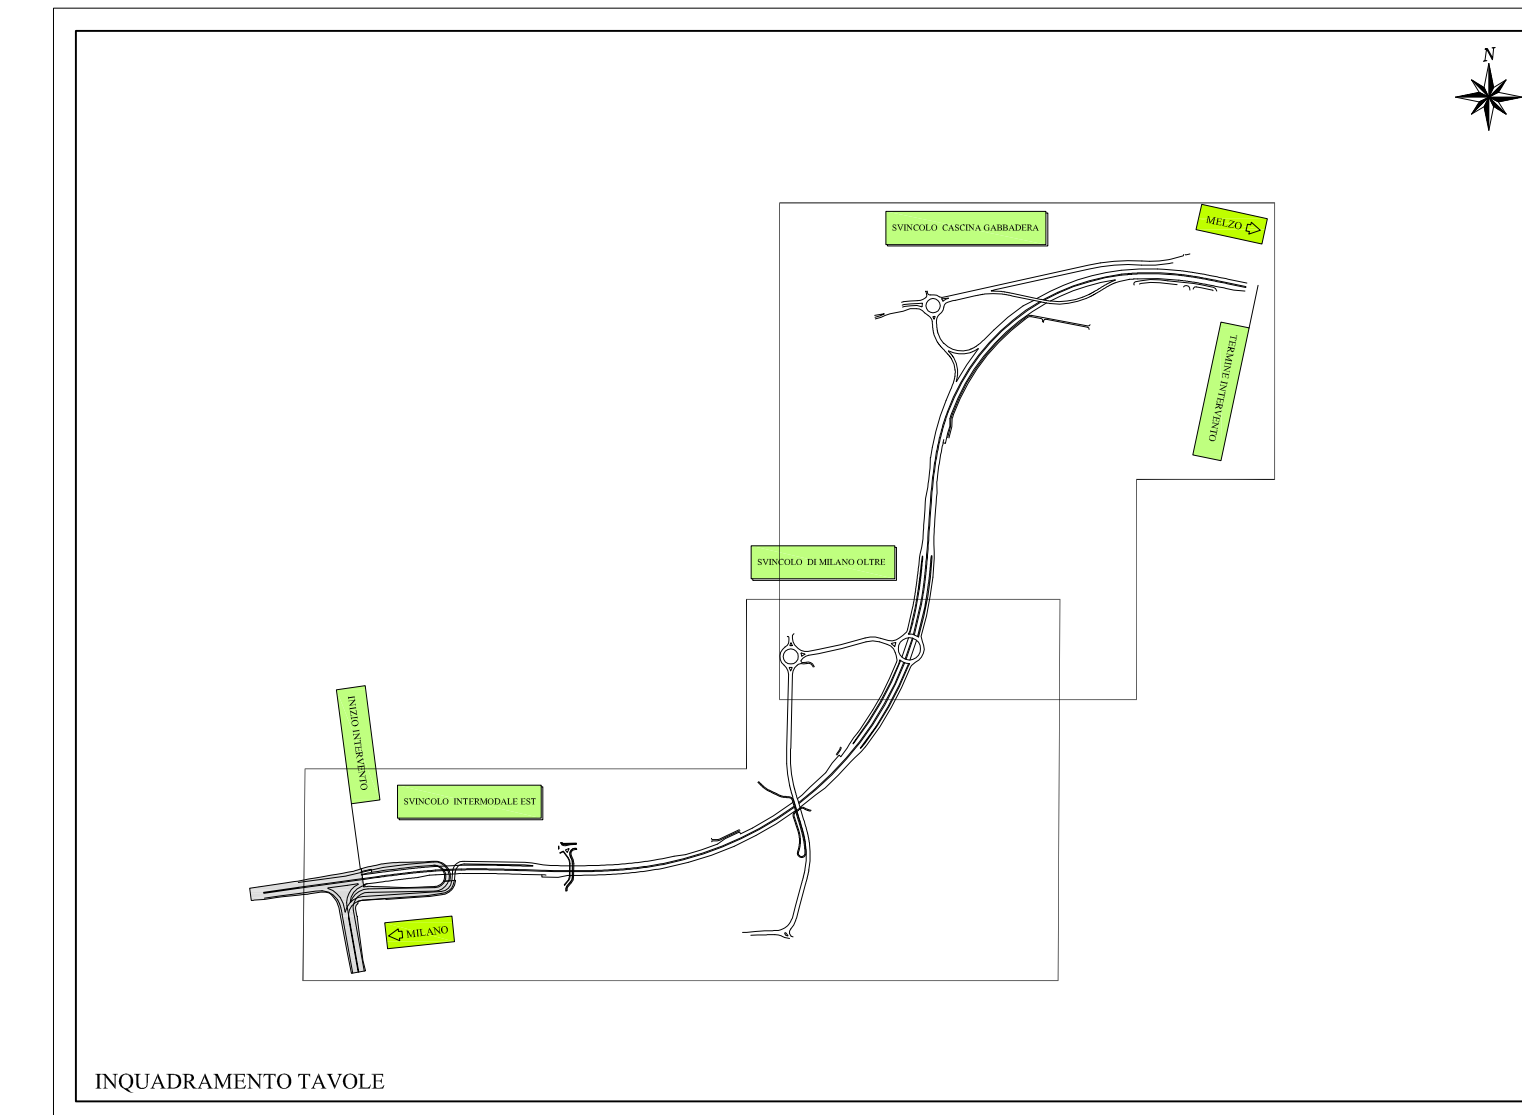 N
MELZO
SVINCOLO CASCINA GABBADERA
TERMINE INTERVENTO
SVINCOLO DI MILANO OLTRE
INIZIO INTERVENTO
SVINCOLO INTERMODALE EST
MILANO
INQUADRAMENTO TAVOLE